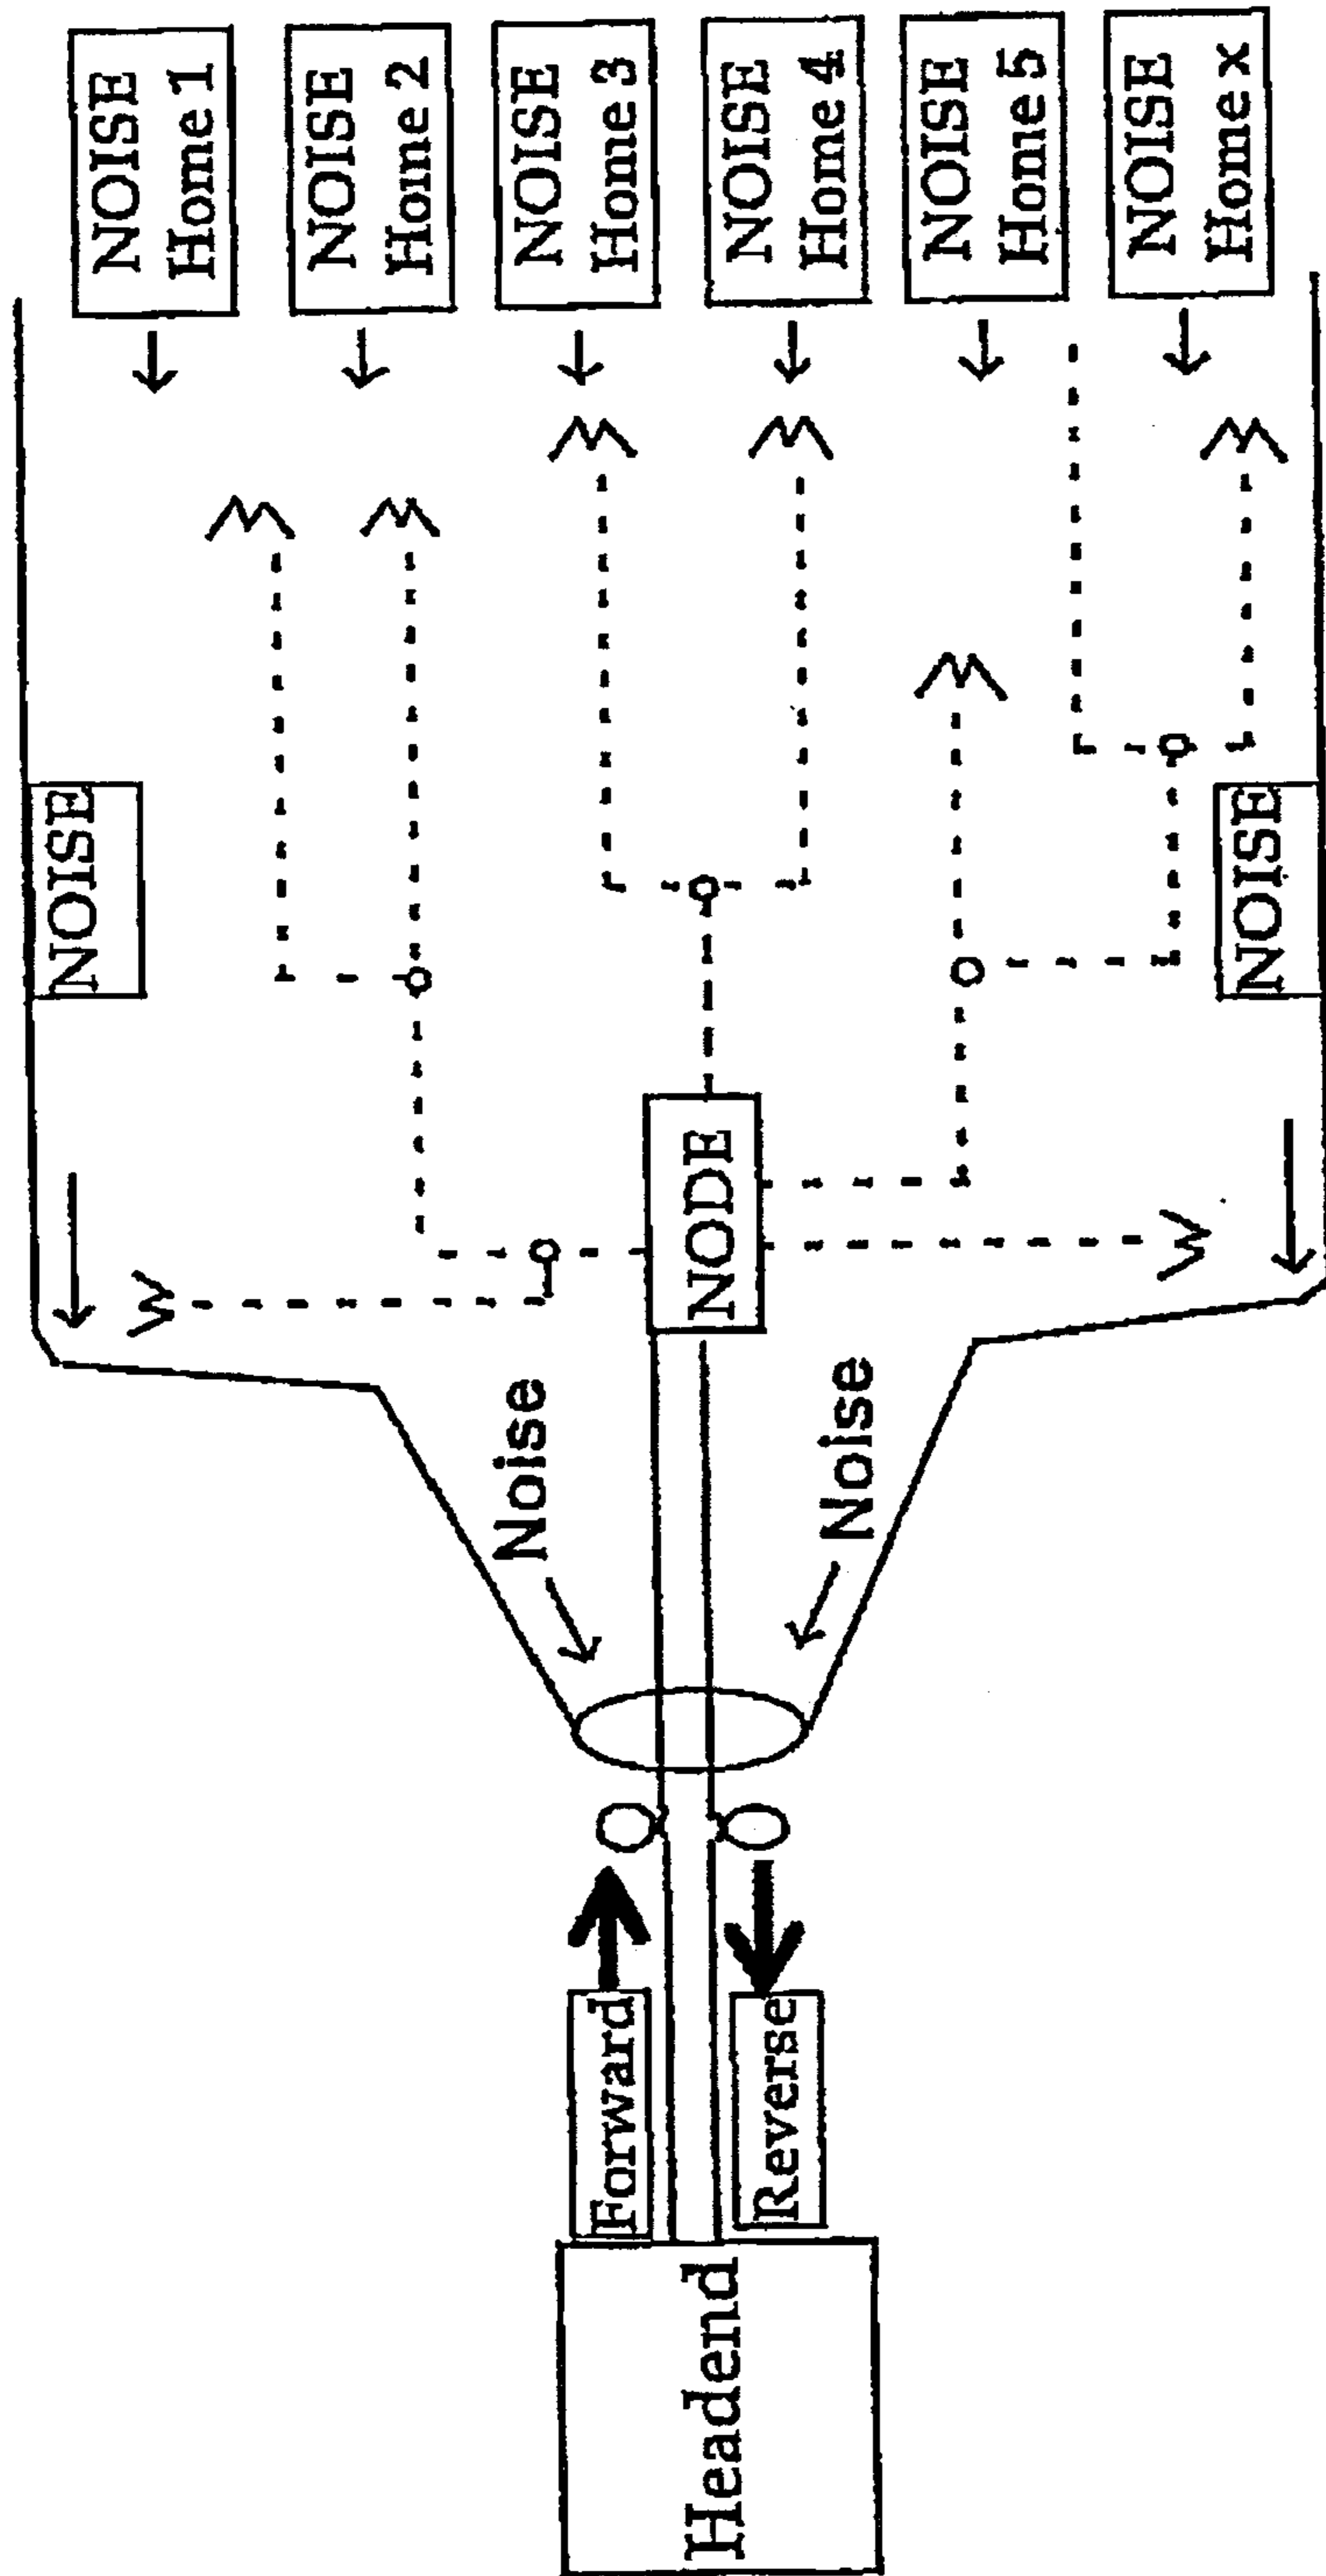 NOISE
Home 1
NOISE
Home 2
NOISE
Home 3
NOISE
Home 4
NOISE
Home 5
NOISE
Home x
NOISE
NOISE
NODE
Noise
Noise
Forward
Reverse
Headend